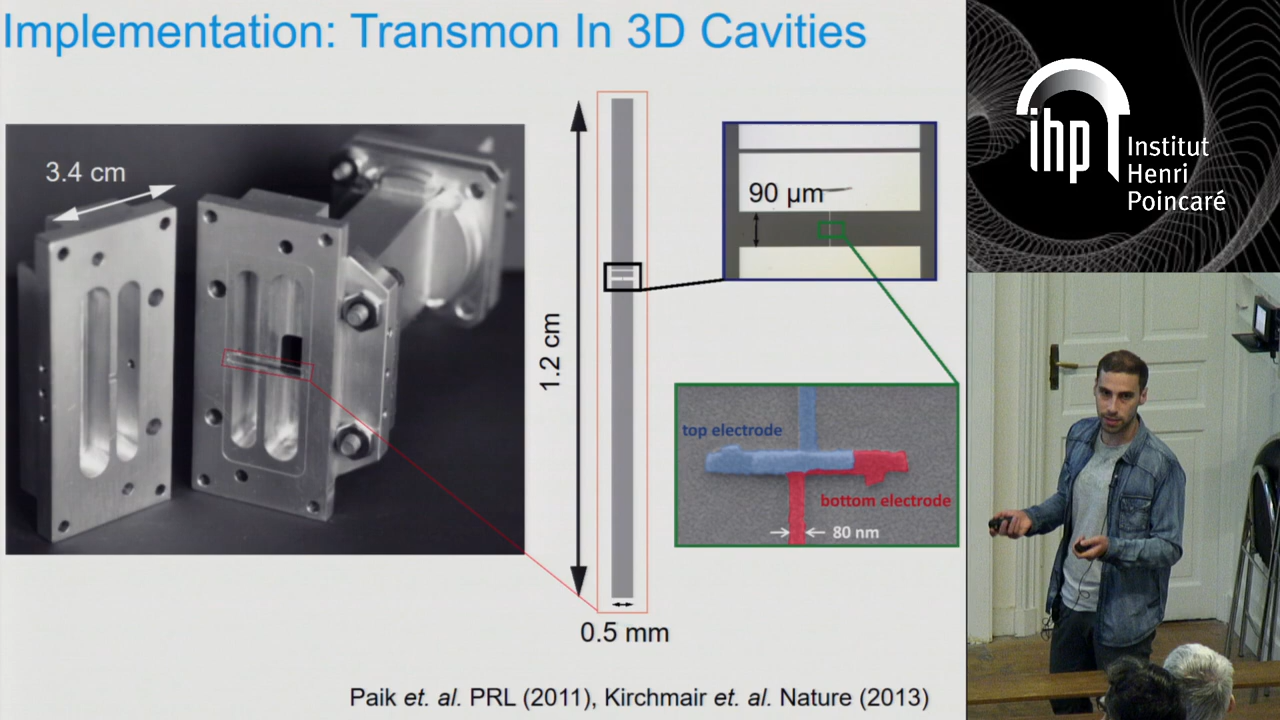 Implementation: Transmon In 3D Cavities
3.4 cm
1.2 cm
0.5 mm
90 µm
top electrode
bottom electrode
80 nm
Paik et. al. PRL (2011), Kirchmair et. al. Nature (2013)
ihp
Institut
Henri
Poincaré